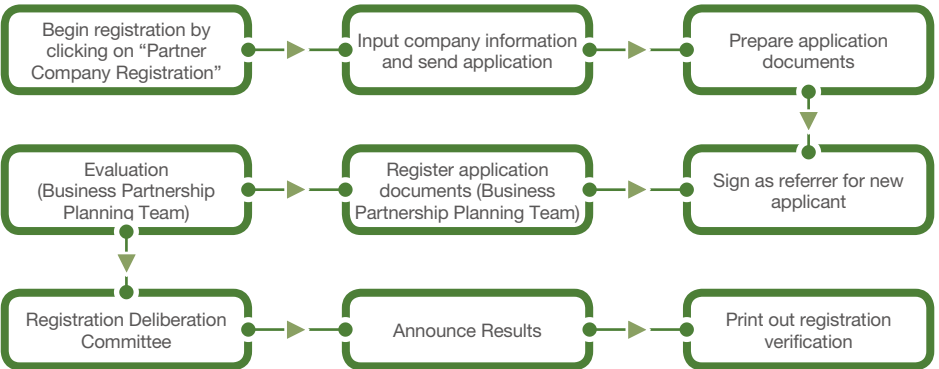 Begin registration by
clicking on “Partner
Company Registration”
Input company information
and send application
Prepare application
documents
Evaluation
(Business Partnership
Planning Team)
Register application
documents (Business
Partnership Planning Team)
Sign as referrer for new
applicant
Registration Deliberation
Committee
Announce Results
Print out registration
verification